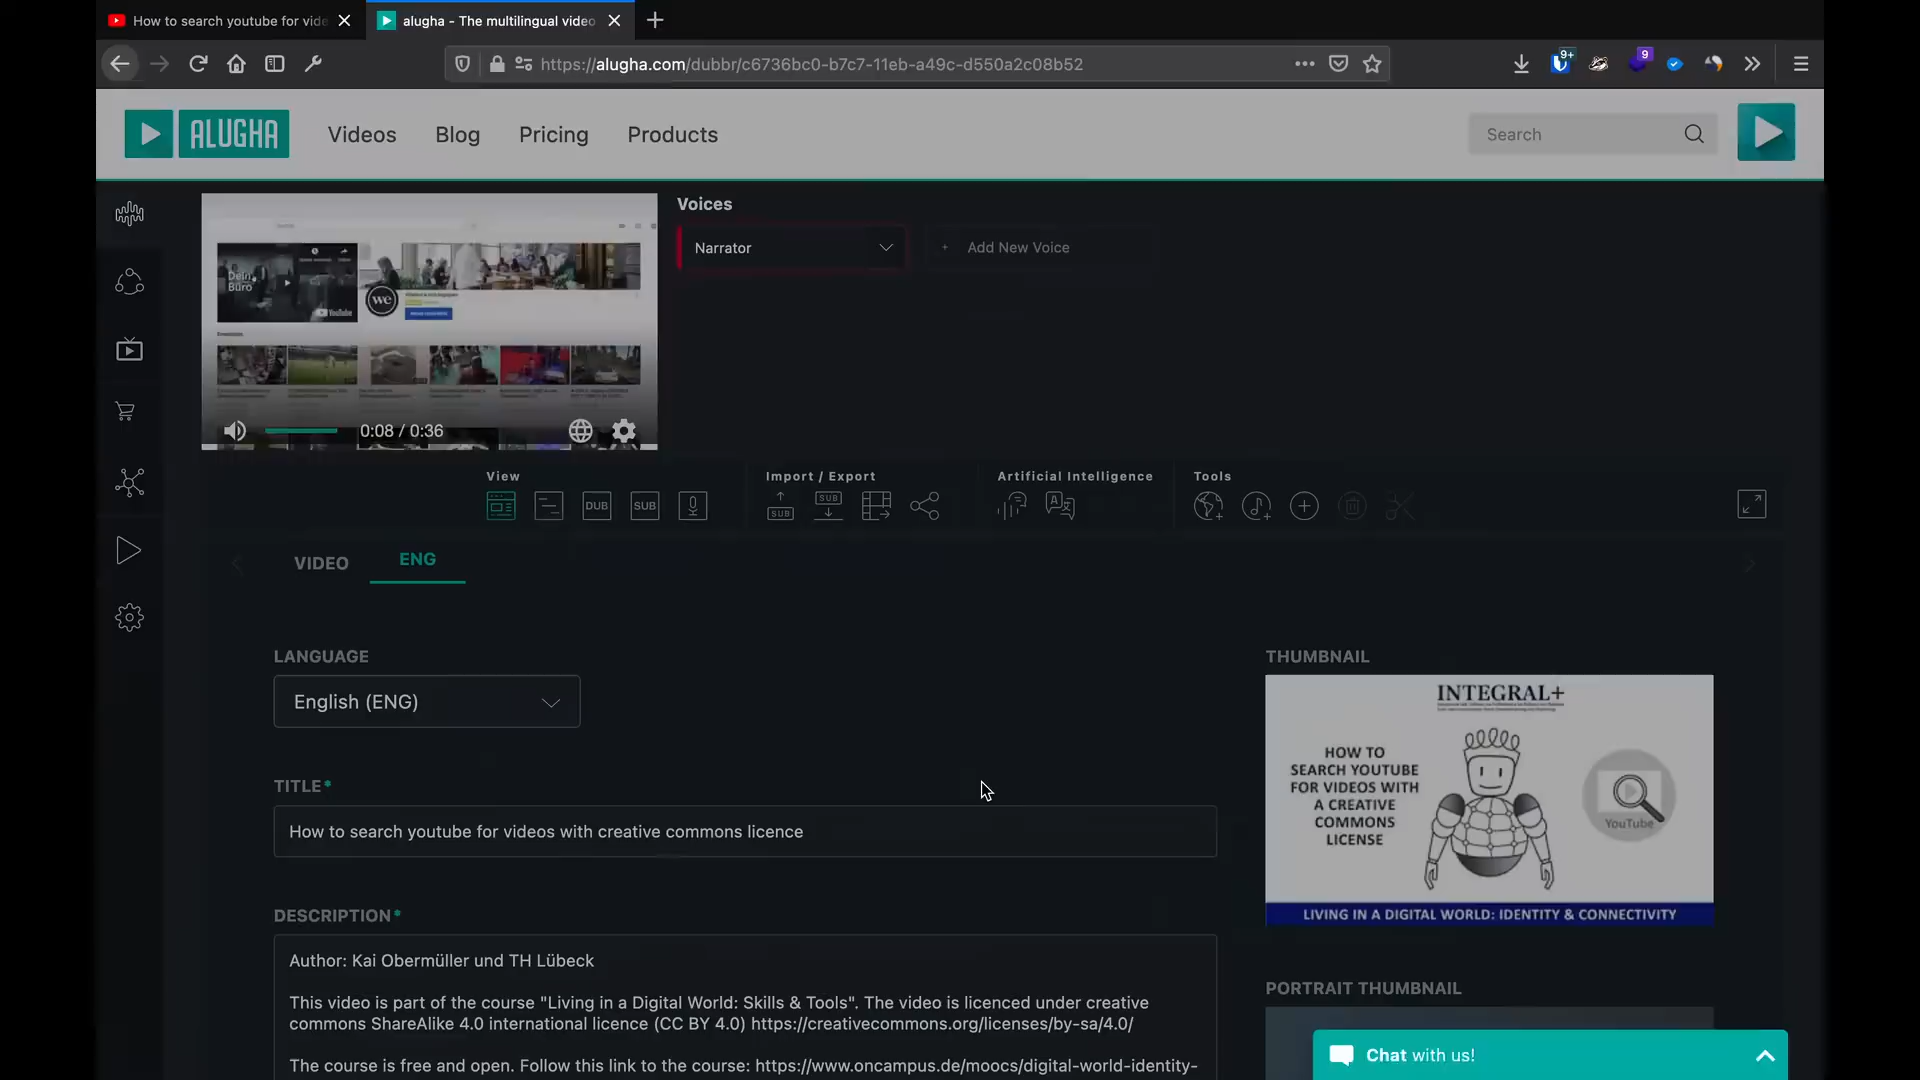 How to search youtube for vide
alugha - The multilingual video
https://alugha.com/dubbr/c6736bc0-b7c7-11eb-a49c-d550a2c08b52
9+
9
ALUGHA
Videos
Blog
Pricing
Products
Search
Dein
Büro
YouTube
we
0:08 / 0:36
Voices
Narrator
+ Add New Voice
View
Import / Export
Artificial Intelligence
Tools
DUB
SUB
SUB
SUB
VIDEO
ENG
LANGUAGE
English (ENG)
TITLE*
How to search youtube for videos with creative commons licence
DESCRIPTION*
Author: Kai Obermüller und TH Lübeck
This video is part of the course "Living in a Digital World: Skills & Tools". The video is licenced under creative
commons ShareAlike 4.0 international licence (CC BY 4.0) https://creativecommons.org/licenses/by-sa/4.0/
The course is free and open. Follow this link to the course: https://www.oncampus.de/moocs/digital-world-identity-
THUMBNAIL
INTEGRAL+
HOW TO
SEARCH YOUTUBE
FOR VIDEOS WITH
A CREATIVE
COMMONS
LICENSE
YouTube
LIVING IN A DIGITAL WORLD: IDENTITY & CONNECTIVITY
PORTRAIT THUMBNAIL
Chat with us!